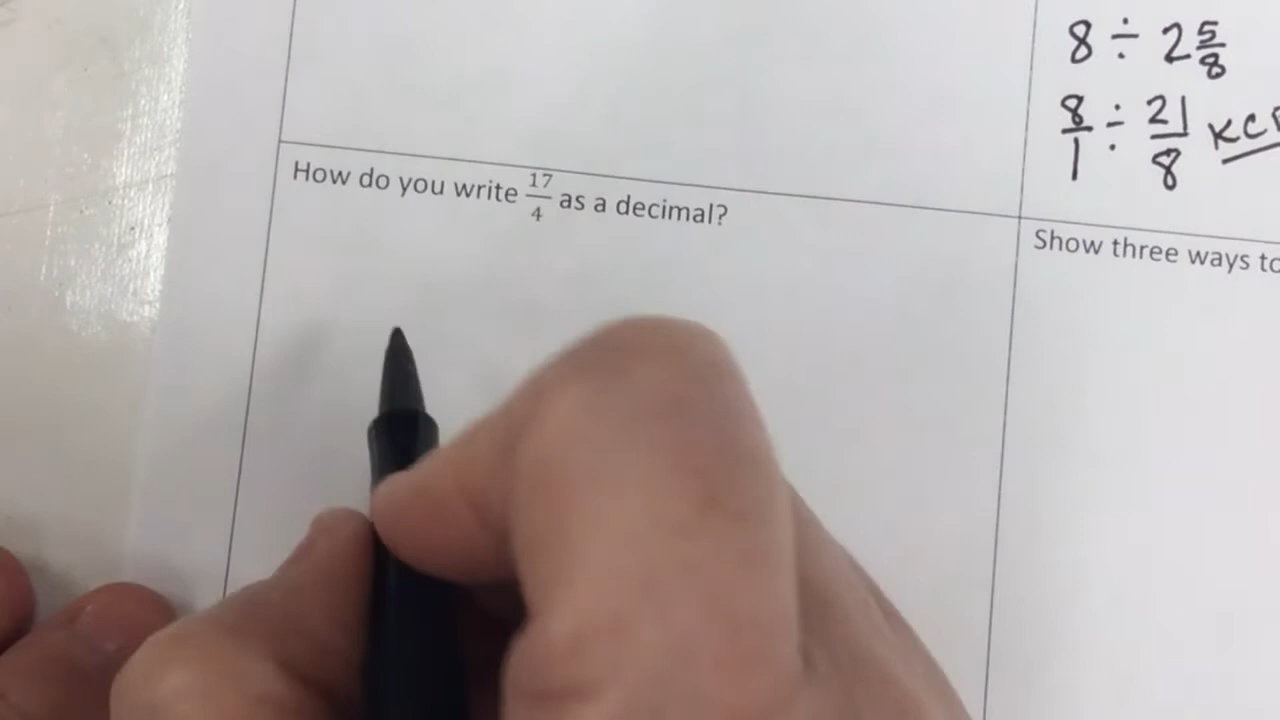 8 ÷ 2 5/8
8/1 ÷ 21/8
How do you write 17/4 as a decimal?
Show three ways to